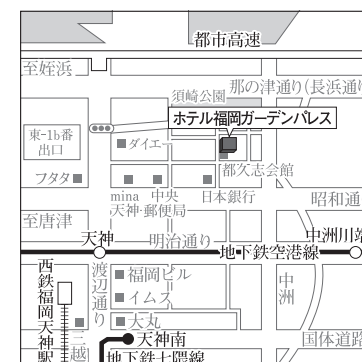 都市高速
至姪浜
那の津通り(長浜通り
須崎公園
ホテル福岡ガーデンパレス
東-1b番
出口
ダイエー
都久志会館
フタタ
mina
天神
中央
郵便局
日本銀行
昭和通
至唐津
天神
明治通り
中洲川端
地下鉄空港線
西鉄福岡天神駅
渡辺通り
福岡ビル
イムズ
大丸
中洲
三越
天神南
国体道路
地下鉄七隈線